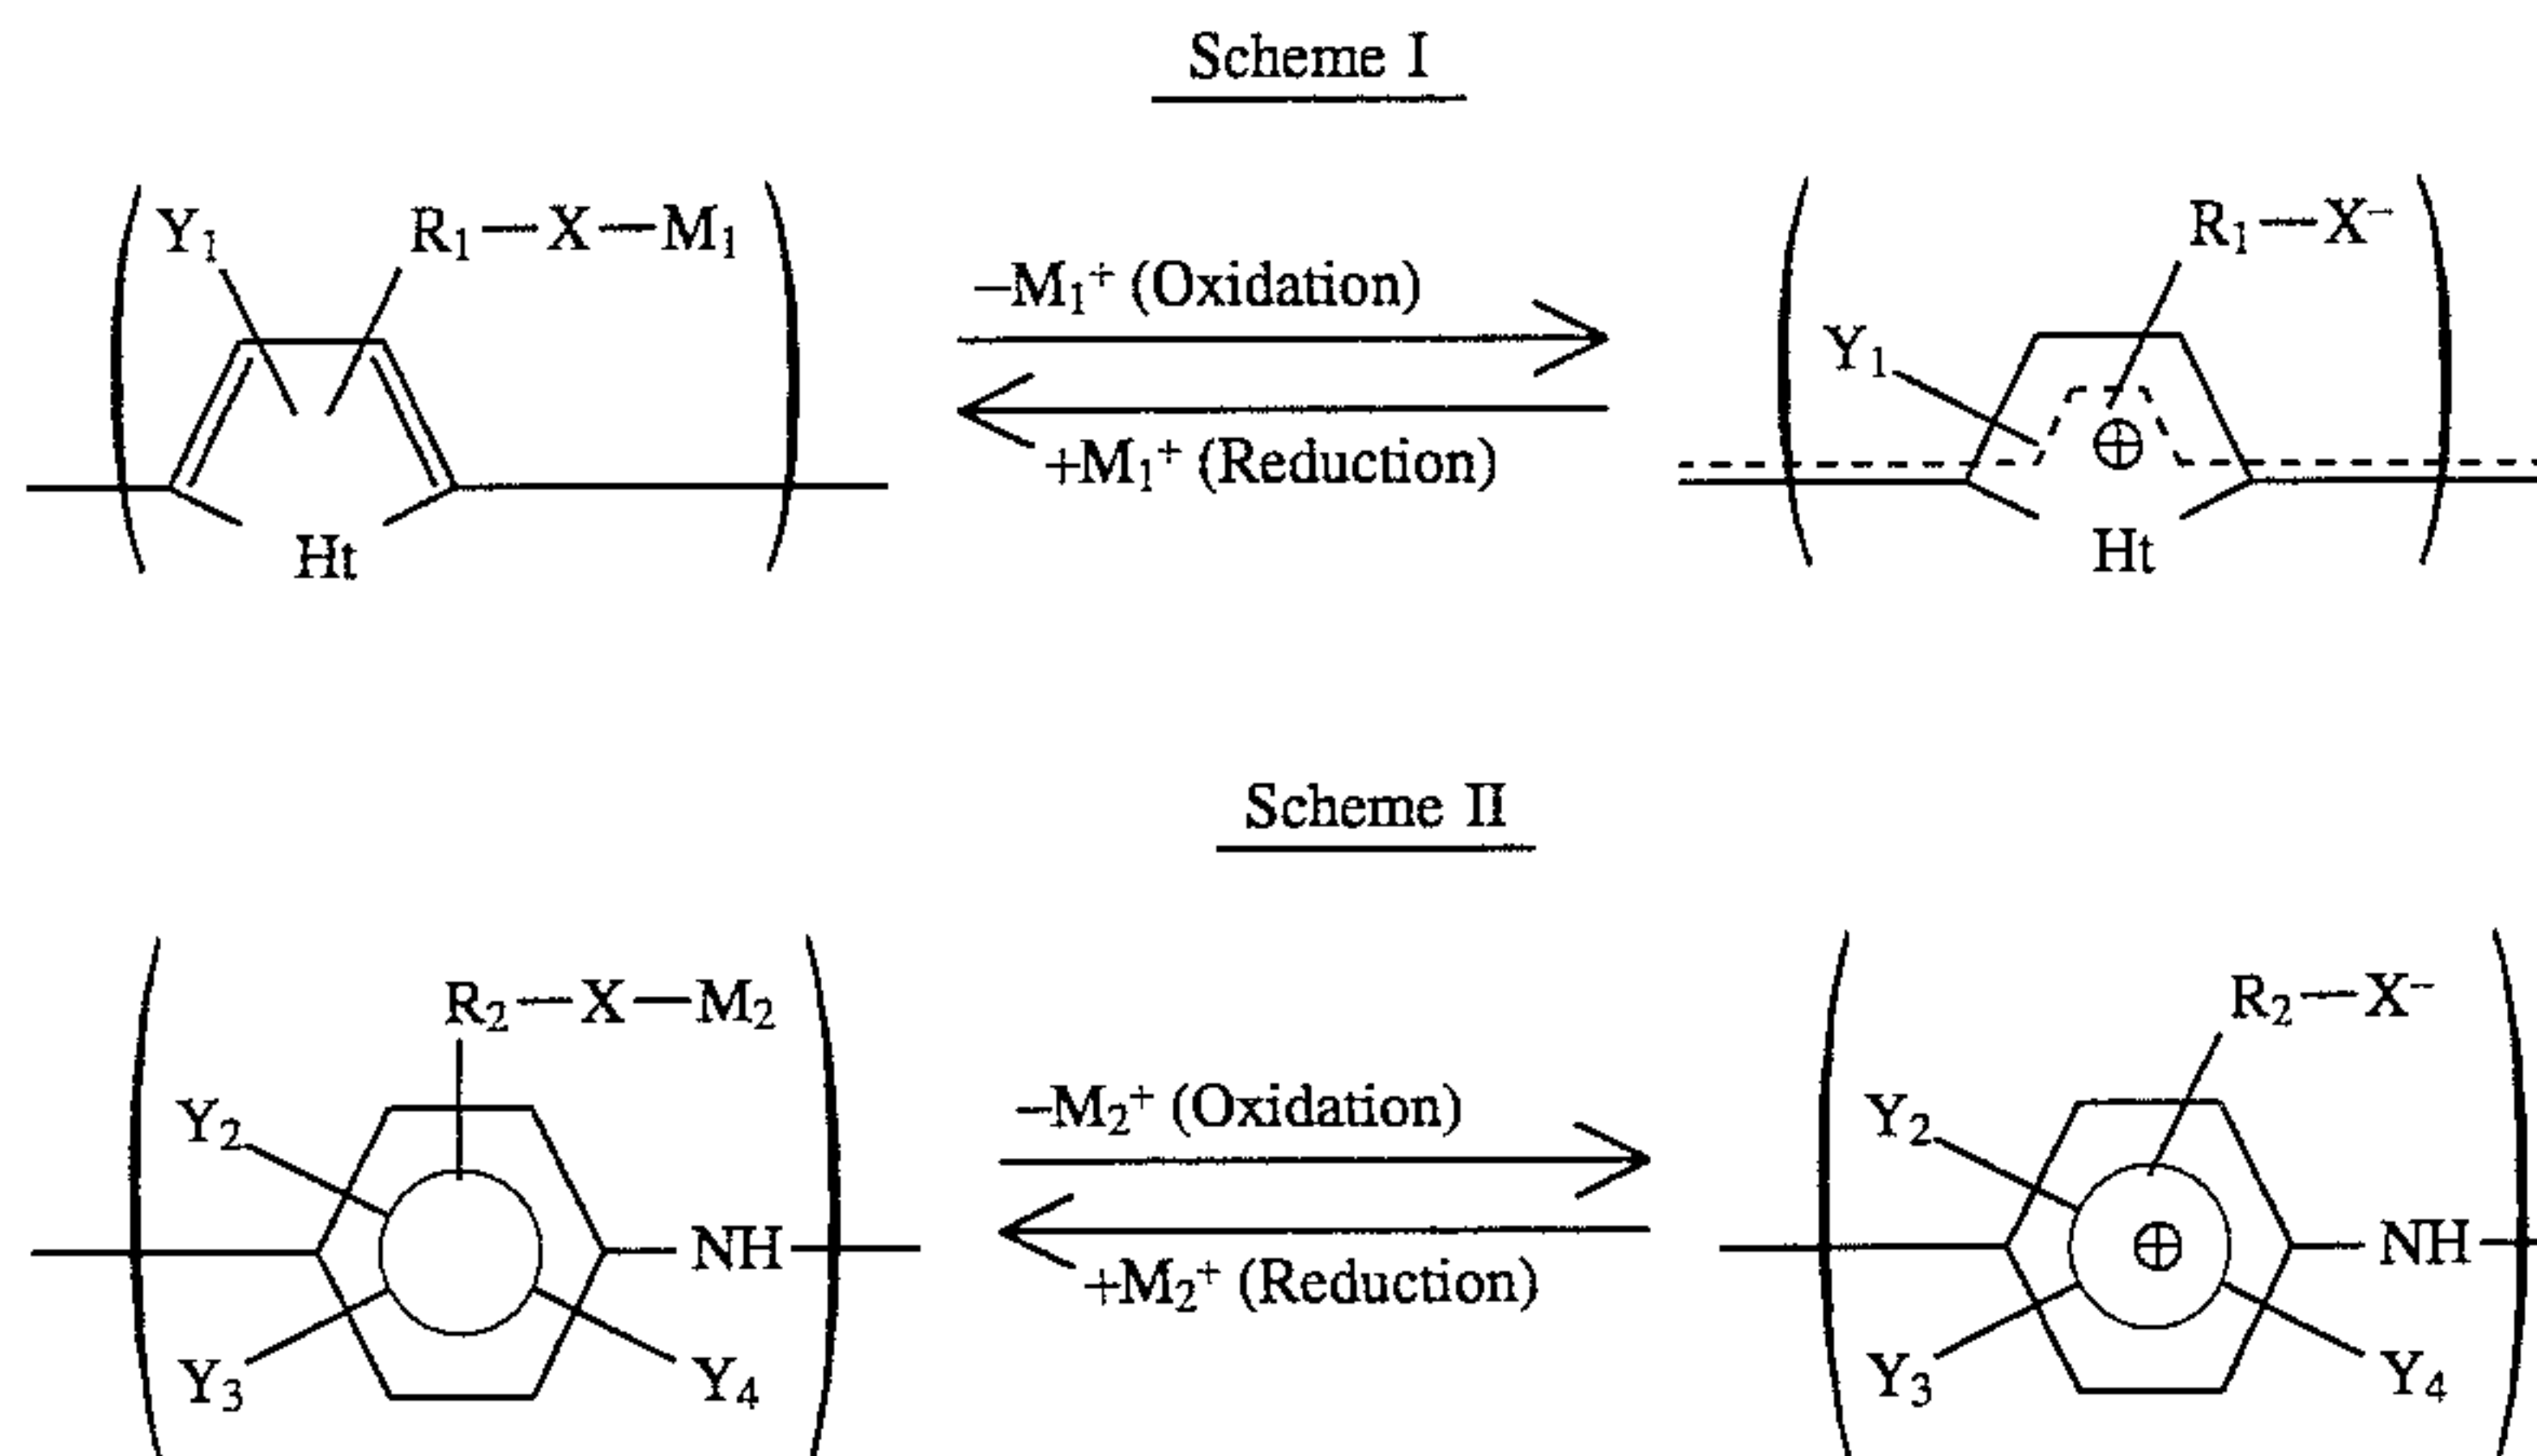 Scheme I
Y₁ R₁—X—M₁
Ht
–M₁⁺ (Oxidation)
+M₁⁺ (Reduction)
R₁—X⁻
Y₁
⊕
Ht
Scheme II
R₂—X—M₂
Y₂
NH
Y₃ Y₄
–M₂⁺ (Oxidation)
+M₂⁺ (Reduction)
R₂—X⁻
Y₂
⊕ NH
Y₃ Y₄